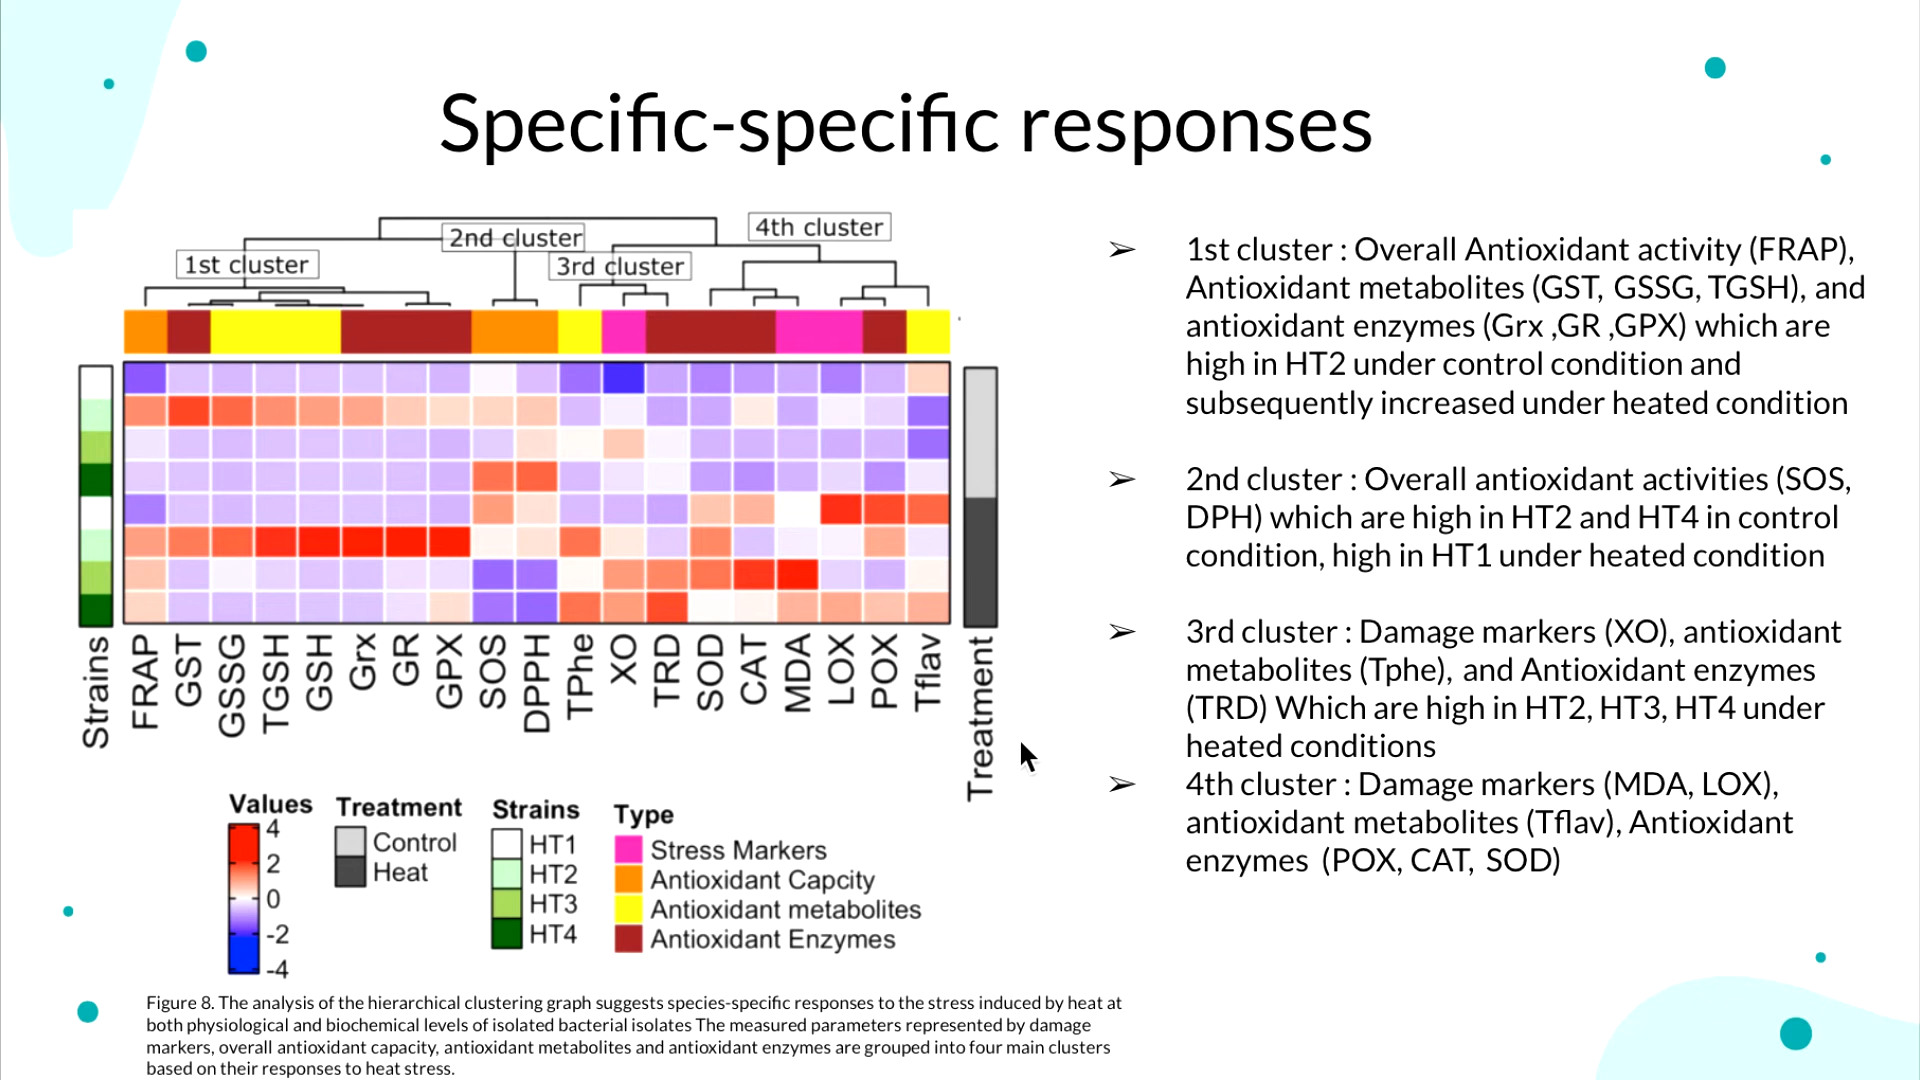 Specific-specific responses
4th cluster
2nd cluster
1st cluster
3rd cluster
Strains
FRAP
GST
GSSG
TGSH
GSH
Grx
GR
GPX
SOS
DPPH
TPhe
XO
TRD
SOD
CAT
MDA
LOX
POX
Tflav
Treatment
Values
4
2
0
-2
-4
Treatment
Control
Heat
Strains
HT1
HT2
HT3
HT4
Type
Stress Markers
Antioxidant Capcity
Antioxidant metabolites
Antioxidant Enzymes
Figure 8. The analysis of the hierarchical clustering graph suggests species-specific responses to the stress induced by heat at
both physiological and biochemical levels of isolated bacterial isolates The measured parameters represented by damage
markers, overall antioxidant capacity, antioxidant metabolites and antioxidant enzymes are grouped into four main clusters
based on their responses to heat stress.
➢ 1st cluster : Overall Antioxidant activity (FRAP),
Antioxidant metabolites (GST, GSSG, TGSH), and
antioxidant enzymes (Grx ,GR ,GPX) which are
high in HT2 under control condition and
subsequently increased under heated condition
➢ 2nd cluster : Overall antioxidant activities (SOS,
DPH) which are high in HT2 and HT4 in control
condition, high in HT1 under heated condition
➢ 3rd cluster : Damage markers (XO), antioxidant
metabolites (Tphe), and Antioxidant enzymes
(TRD) Which are high in HT2, HT3, HT4 under
heated conditions
➢ 4th cluster : Damage markers (MDA, LOX),
antioxidant metabolites (Tflav), Antioxidant
enzymes (POX, CAT, SOD)